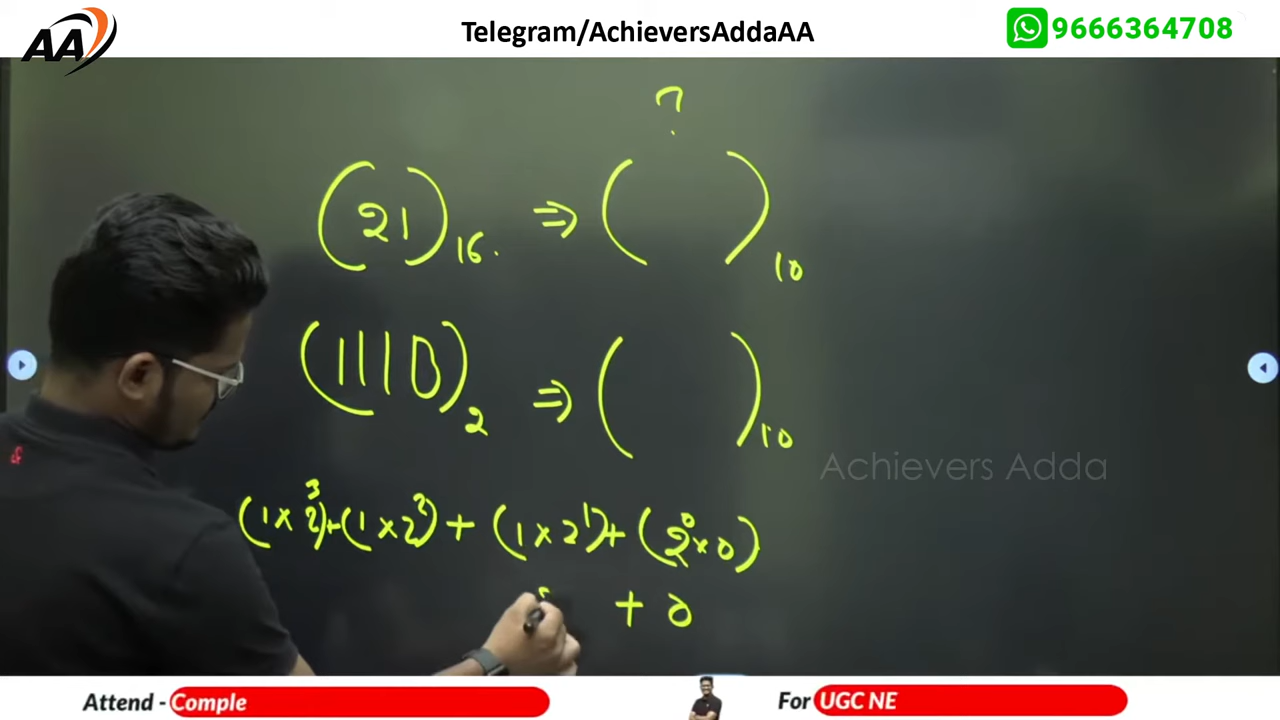 AA Telegram/AchieversAddaAA 9666364708
?
(21)₁₆. ⇒ ( )₁₀
(1110)₂ ⇒ ( )₁₀
Achievers Adda
(1×2³)+(1×2²)+(1×2¹)+(2⁰×0)
+ 0
Attend - Comple For UGC NE